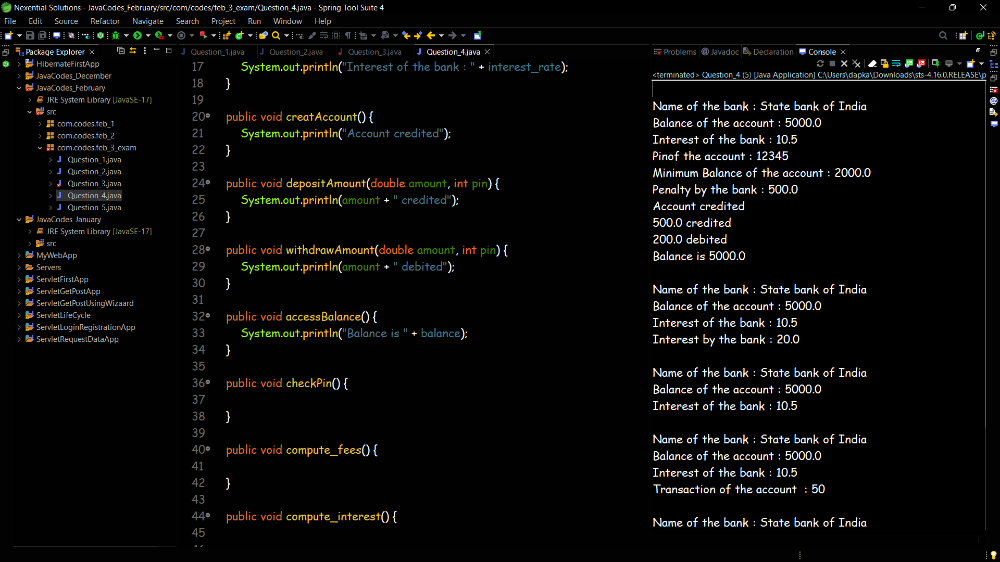 Nexential Solutions - JavaCodes_February/src/com/codes/feb_3_exam/Question_4.java - Spring Tool Suite 4
File Edit Source Refactor Navigate Search Project Run Window Help
Package Explorer
HibernateFirstApp
JavaCodes_December
JavaCodes_February
JRE System Library [JavaSE-17]
src
com.codes.feb_1
com.codes.feb_2
com.codes.feb_3_exam
Question_1.java
Question_2.java
Question_3.java
Question_4.java
Question_5.java
JavaCodes_January
JRE System Library [JavaSE-17]
src
MyWebApp
Servers
ServletFirstApp
ServletGetPostApp
ServletGetPostUsingWizaard
ServletLifeCycle
ServletLoginRegistrationApp
ServletRequestDataApp
Question_1.java Question_2.java Question_3.java Question_4.java
17 System.out.println("Interest of the bank : " + interest_rate);
18 }
19
20 public void creatAccount() {
21 System.out.println("Account credited");
22 }
23
24 public void depositAmount(double amount, int pin) {
25 System.out.println(amount + " credited");
26 }
27
28 public void withdrawAmount(double amount, int pin) {
29 System.out.println(amount + " debited");
30 }
31
32 public void accessBalance() {
33 System.out.println("Balance is " + balance);
34 }
35
36 public void checkPin() {
37
38 }
39
40 public void compute_fees() {
41
42 }
43
44 public void compute_interest() {
45
Problems Javadoc Declaration Console
<terminated> Question_4 (5) [Java Application] C:\Users\dapka\Downloads\sts-4.16.0.RELEASE\p
Name of the bank : State bank of India
Balance of the account : 5000.0
Interest of the bank : 10.5
Pinof the account : 12345
Minimum Balance of the account : 2000.0
Penalty by the bank : 500.0
Account credited
500.0 credited
200.0 debited
Balance is 5000.0
Name of the bank : State bank of India
Balance of the account : 5000.0
Interest of the bank : 10.5
Interest by the bank : 20.0
Name of the bank : State bank of India
Balance of the account : 5000.0
Interest of the bank : 10.5
Name of the bank : State bank of India
Balance of the account : 5000.0
Interest of the bank : 10.5
Transaction of the account  : 50
Name of the bank : State bank of India